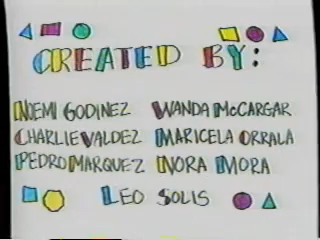 CREATED BY:
NOEMI GODINEZ WANDA MCCARGAR
CHARLIE VALDEZ MARICELA ORRALA
PEDRO MARQUEZ NORA MORA
LEO SOLIS